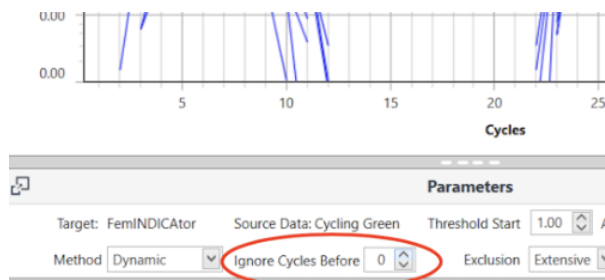 0.00
0.00
5 10 15 20 25
Cycles
Parameters
Target: FemINDICAtor Source Data: Cycling Green Threshold Start 1.00
Method Dynamic Ignore Cycles Before 0 Exclusion Extensive